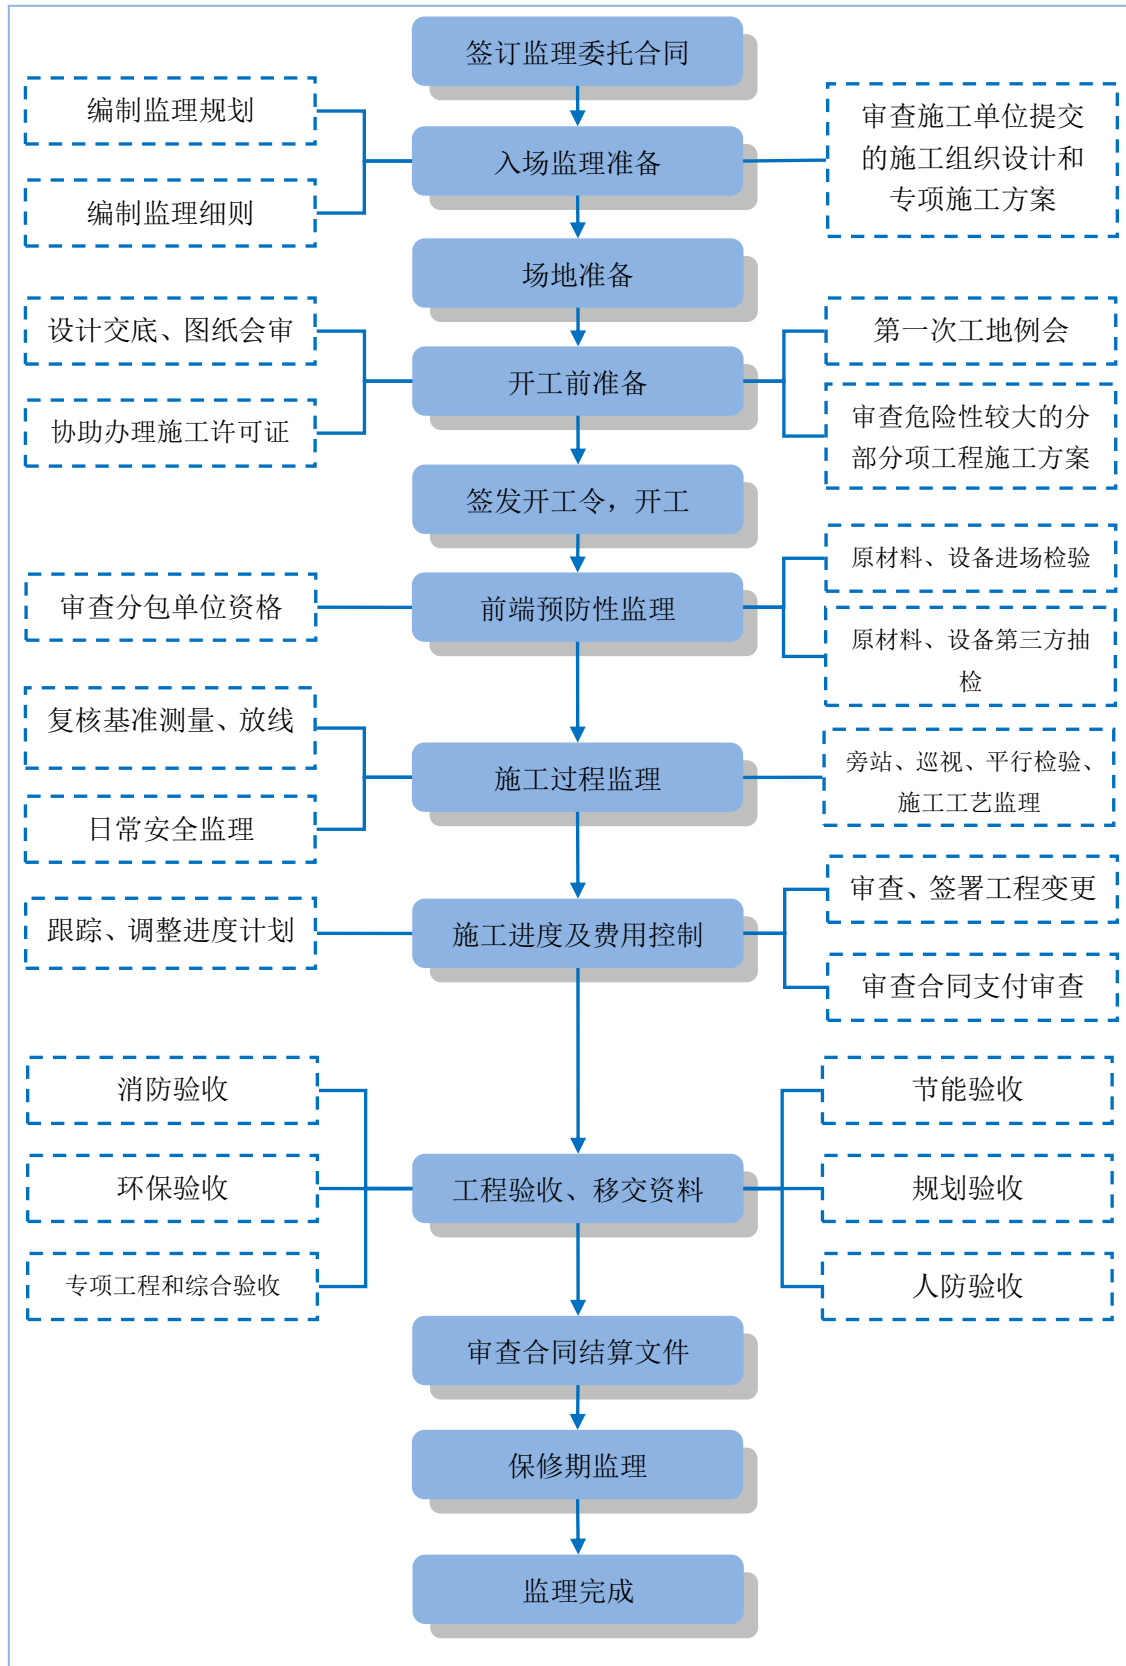 签订监理委托合同
编制监理规划
编制监理细则
入场监理准备
审查施工单位提交
的施工组织设计和
专项施工方案
场地准备
设计交底、图纸会审
协助办理施工许可证
开工前准备
第一次工地例会
审查危险性较大的分
部分项工程施工方案
签发开工令，开工
审查分包单位资格
前端预防性监理
原材料、设备进场检验
原材料、设备第三方抽
检
复核基准测量、放线
日常安全监理
施工过程监理
旁站、巡视、平行检验、
施工工艺监理
跟踪、调整进度计划
施工进度及费用控制
审查、签署工程变更
审查合同支付审查
消防验收
环保验收
专项工程和综合验收
工程验收、移交资料
节能验收
规划验收
人防验收
审查合同结算文件
保修期监理
监理完成